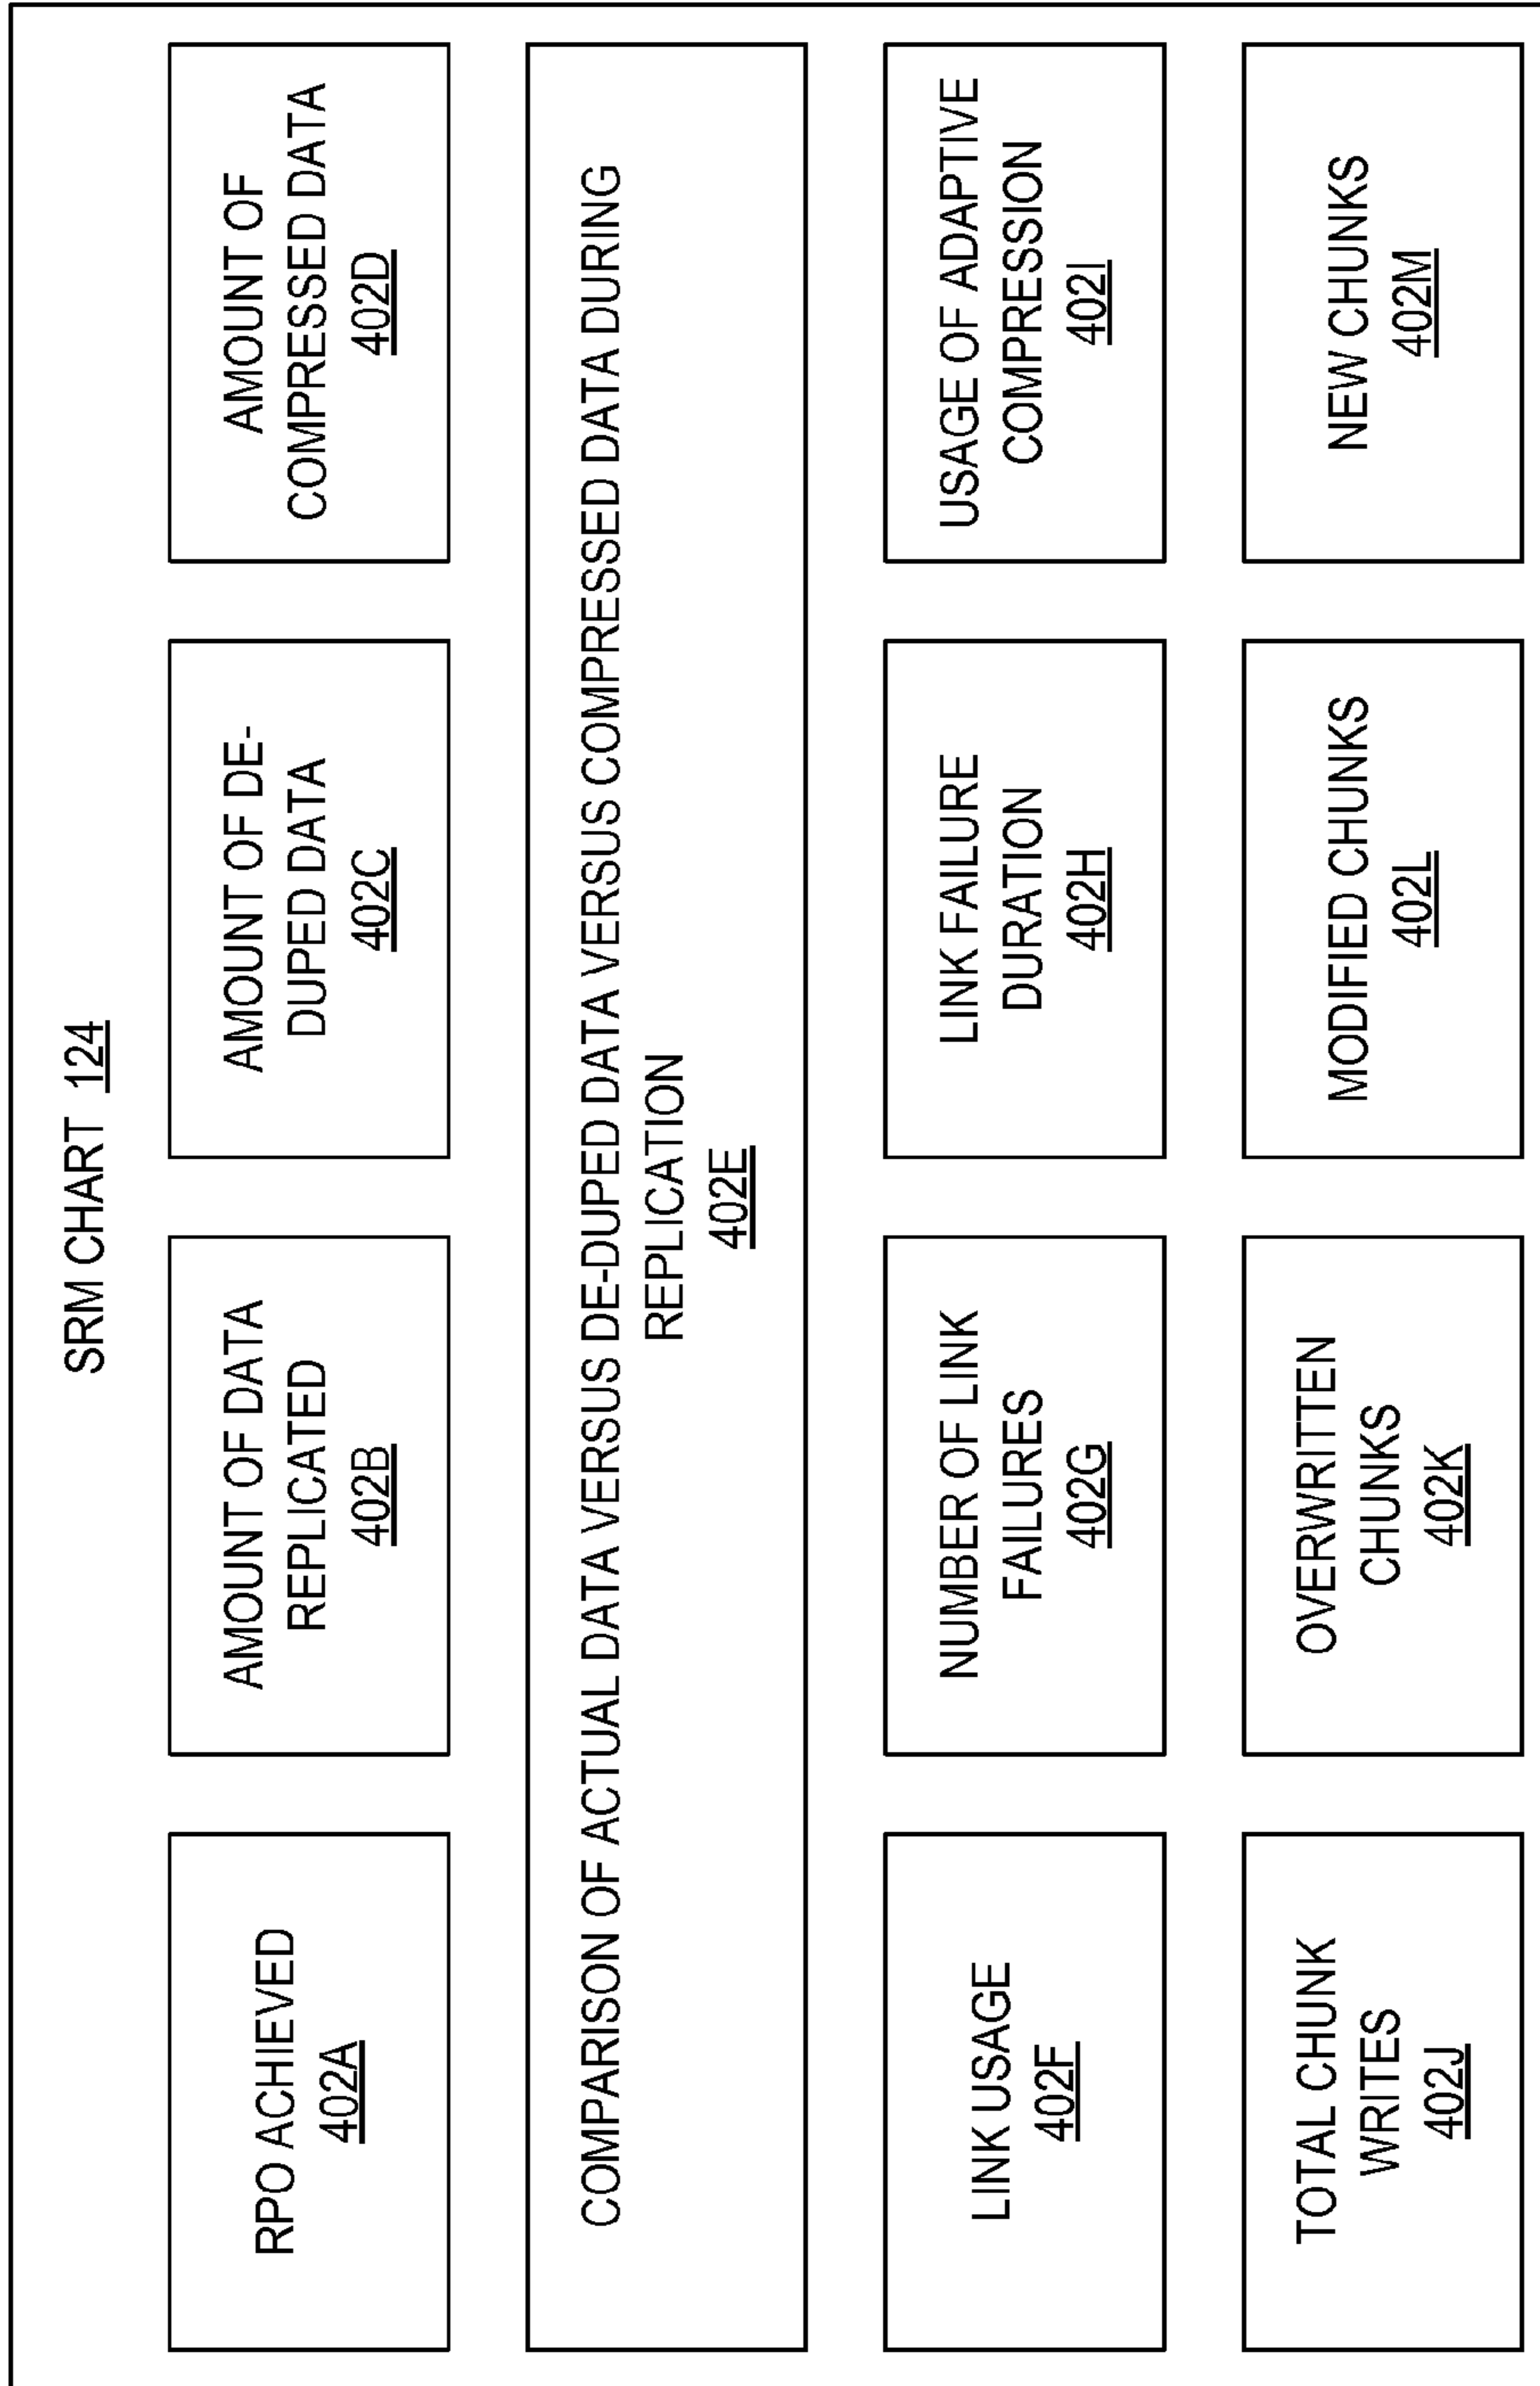 SRM CHART 124
RPO ACHIEVED
402A
AMOUNT OF DATA
REPLICATED
402B
AMOUNT OF DE-
DUPED DATA
402C
AMOUNT OF
COMPRESSED DATA
402D
COMPARISON OF ACTUAL DATA VERSUS DE-DUPED DATA VERSUS COMPRESSED DATA DURING
REPLICATION
402E
LINK USAGE
402F
NUMBER OF LINK
FAILURES
402G
LINK FAILURE
DURATION
402H
USAGE OF ADAPTIVE
COMPRESSION
402I
TOTAL CHUNK
WRITES
402J
OVERWRITTEN
CHUNKS
402K
MODIFIED CHUNKS
402L
NEW CHUNKS
402M